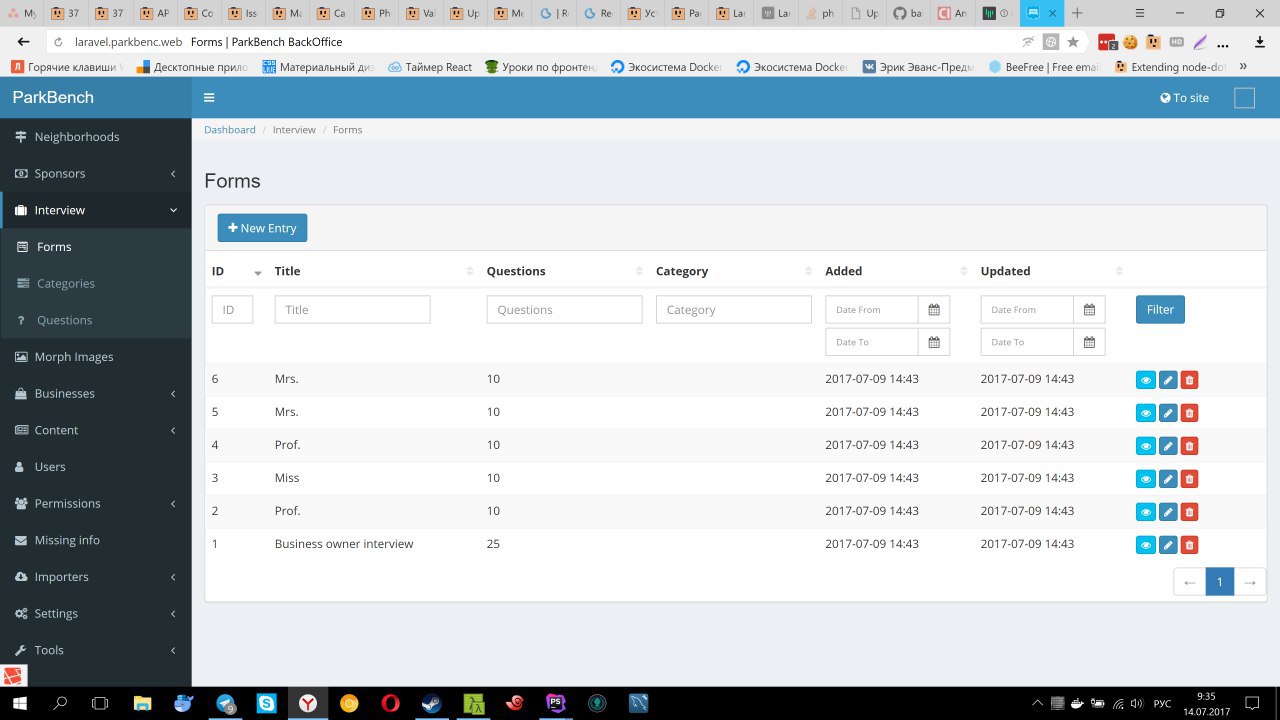 My
37
37
AP
Co
Iss
Ca
Ph
Val
Up
| R
Re
Ус
Pa
Lar
La
ph
Up
ba
An
laravel.parkbenc.web Forms | ParkBench BackOffice
2
HD
...
Горячие клавиши
Десктопные прило
Материальный ди
Таймер React
Уроки по фронтен
Экосистема Docker
Экосистема Docke
Эрик Эванс-Предм
BeeFree | Free email
Extending node-do
»
ParkBench
To site
Dashboard / Interview / Forms
Neighborhoods
Sponsors
Interview
Forms
Categories
? Questions
Morph Images
Businesses
Content
Users
Permissions
Missing info
Importers
Settings
Tools
Forms
+ New Entry
ID Title Questions Category Added Updated
ID Title Questions Category Date From Date From Filter
Date To Date To
6 Mrs. 10 2017-07-09 14:43 2017-07-09 14:43
5 Mrs. 10 2017-07-09 14:43 2017-07-09 14:43
4 Prof. 10 2017-07-09 14:43 2017-07-09 14:43
3 Miss 10 2017-07-09 14:43 2017-07-09 14:43
2 Prof. 10 2017-07-09 14:43 2017-07-09 14:43
1 Business owner interview 25 2017-07-09 14:43 2017-07-09 14:43
← 1 →
9
PS
РУС
9:35
14.07.2017